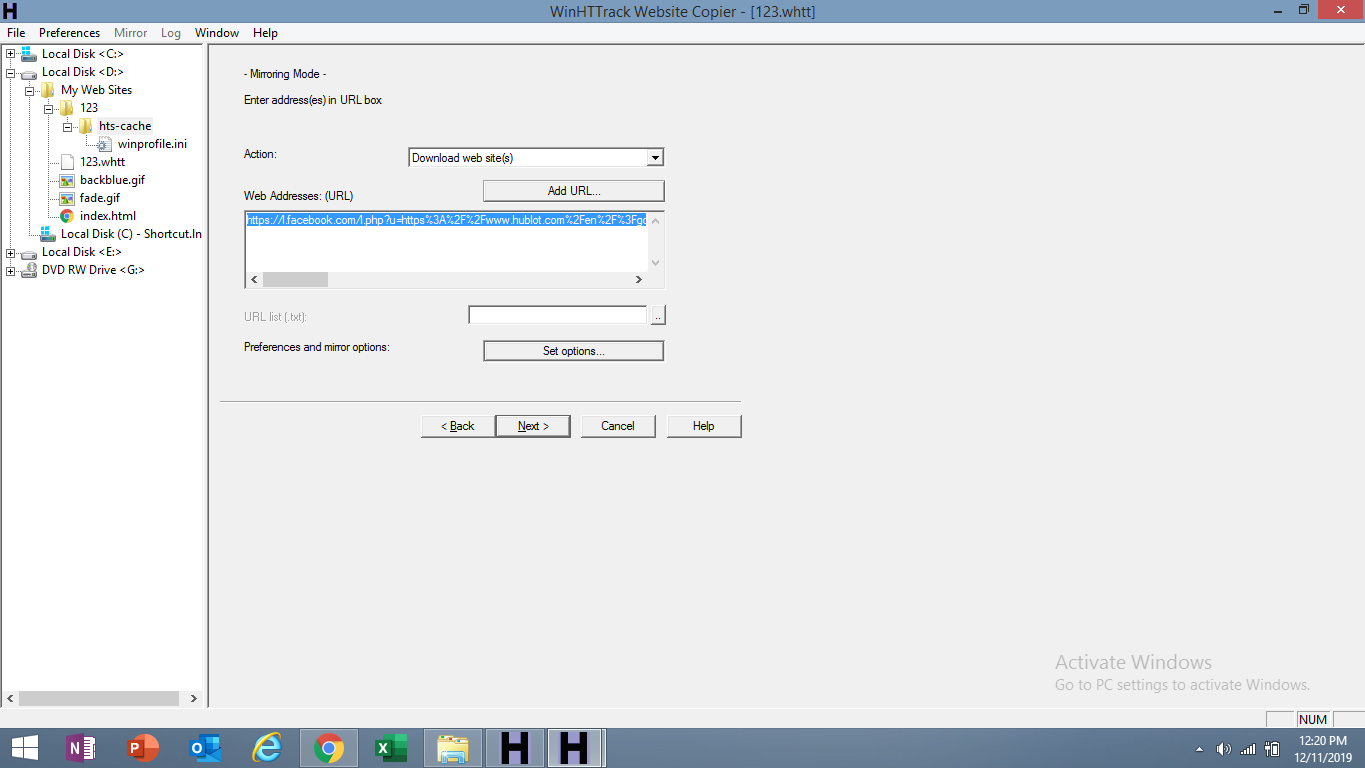 WinHTTrack Website Copier - [123.whtt]
File Preferences Mirror Log Window Help
Local Disk <C:>
Local Disk <D:>
My Web Sites
123
hts-cache
winprofile.ini
123.whtt
backblue.gif
fade.gif
index.html
Local Disk (C) - Shortcut.ln
Local Disk <E:>
DVD RW Drive <G:>
- Mirroring Mode -
Enter address(es) in URL box
Action:
Download web site(s)
Web Addresses: (URL)
Add URL...
https://l.facebook.com/l.php?u=https%3A%2F%2Fwww.hublot.com%2Fen%2F%3Fgc
URL list (.txt):
..
Preferences and mirror options:
Set options...
< Back
Next >
Cancel
Help
Activate Windows
Go to PC settings to activate Windows.
NUM
12:20 PM
12/11/2019